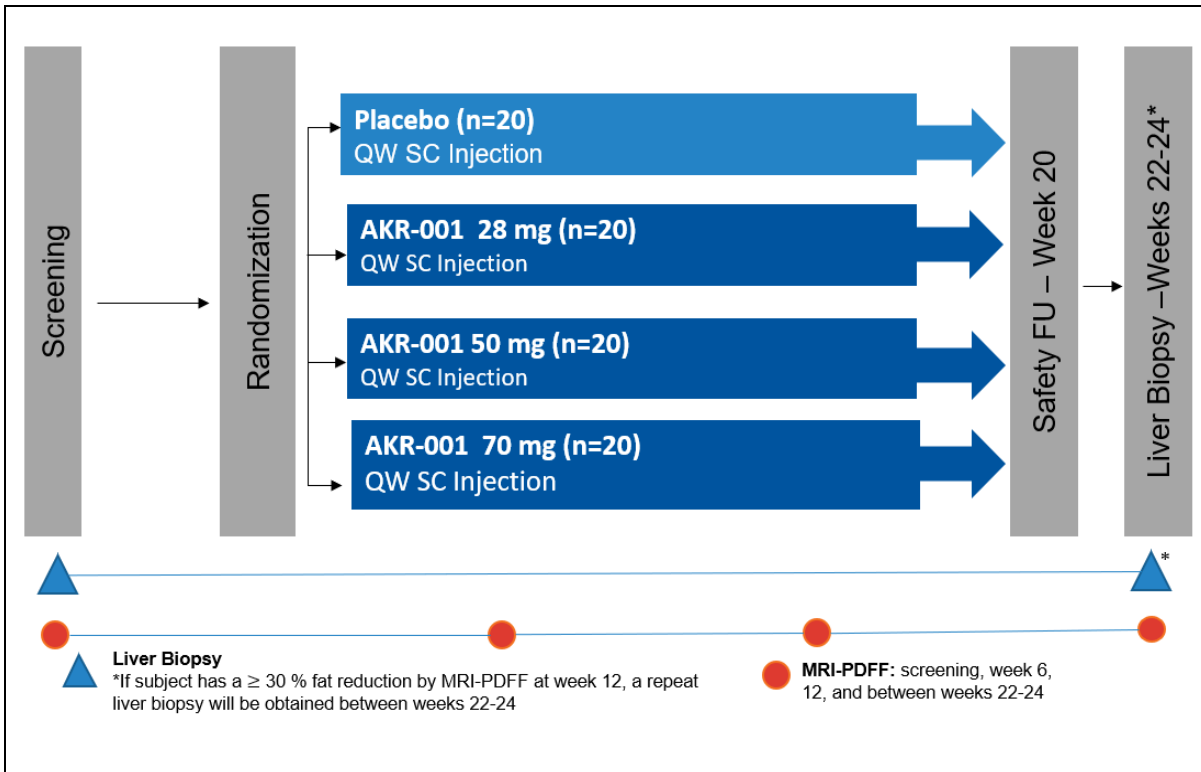 Screening
Randomization
Placebo (n=20)
QW SC Injection
AKR-001  28 mg (n=20)
QW SC Injection
AKR-001 50 mg (n=20)
QW SC Injection
AKR-001  70 mg (n=20)
QW SC Injection
Safety FU – Week 20
Liver Biopsy –Weeks 22-24*
*
Liver Biopsy
*If subject has a ≥ 30 % fat reduction by MRI-PDFF at week 12, a repeat
liver biopsy will be obtained between weeks 22-24
MRI-PDFF: screening, week 6,
12, and between weeks 22-24